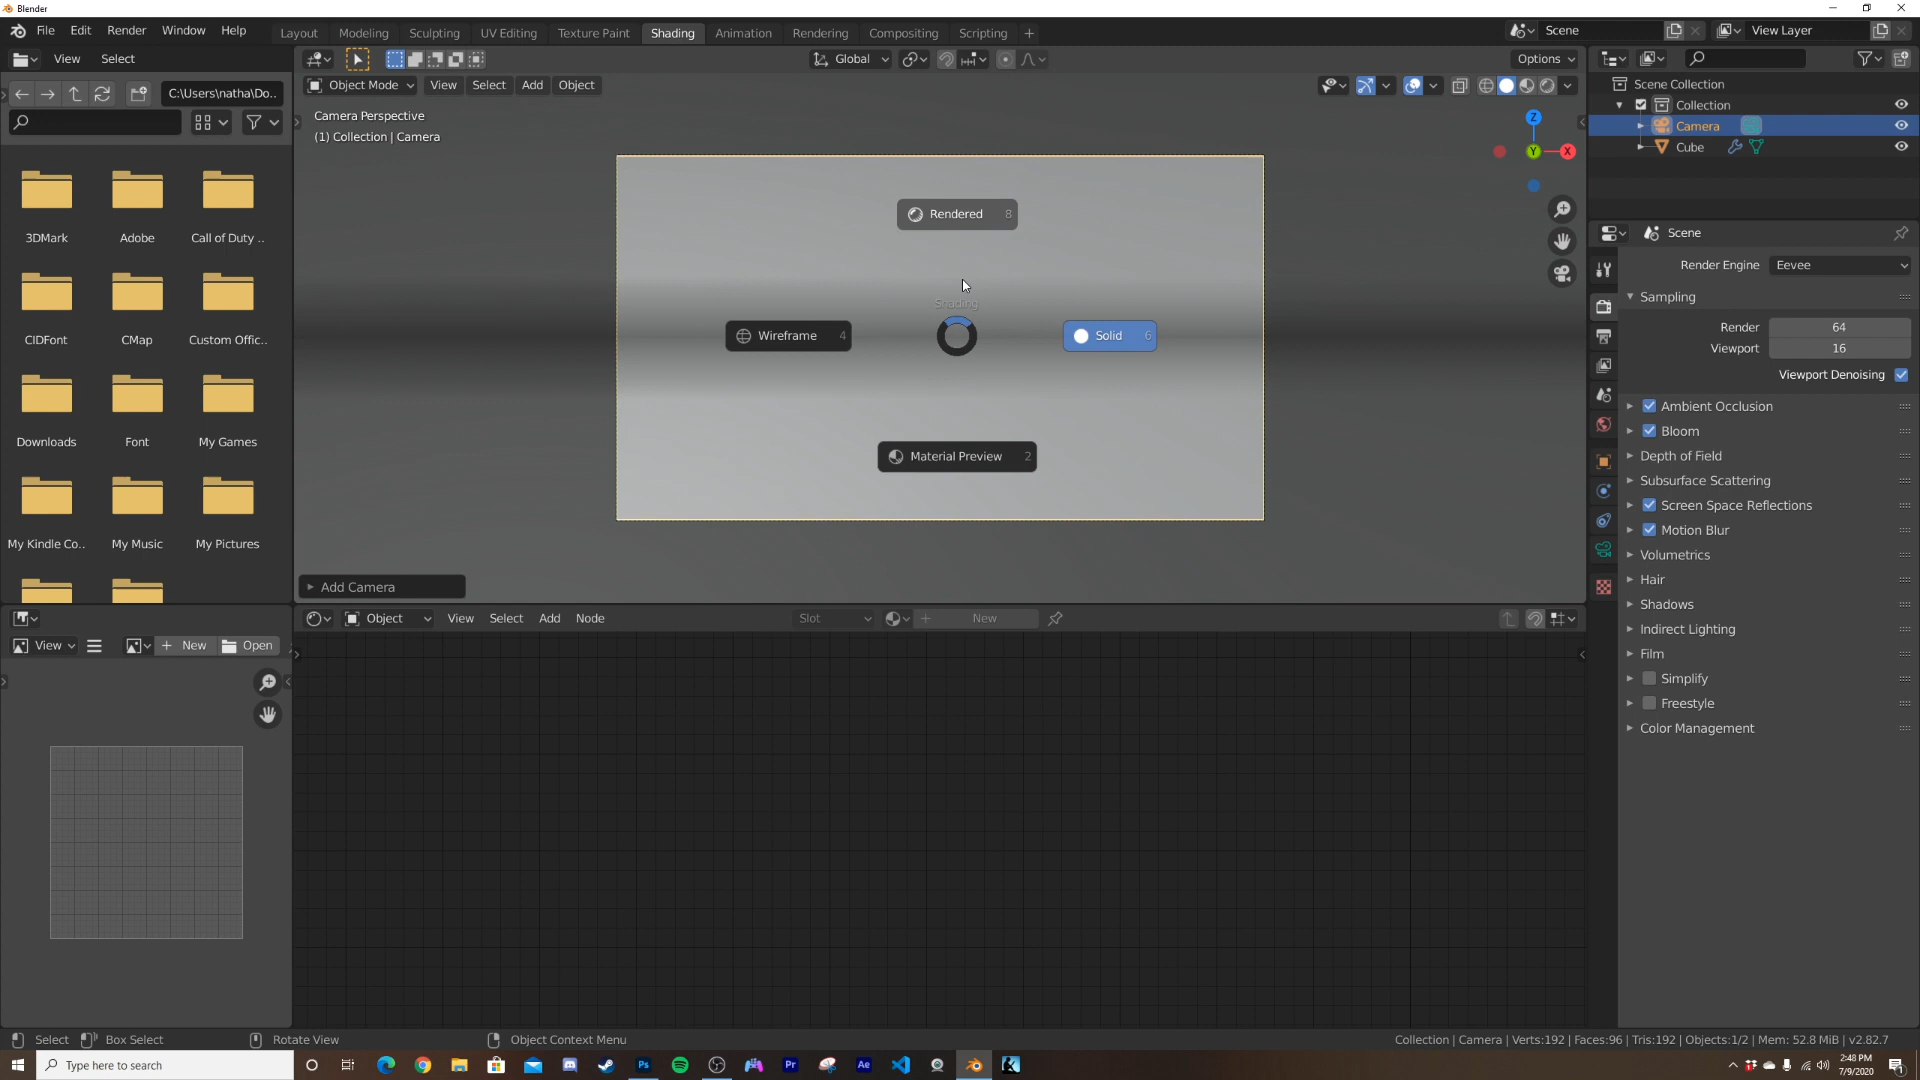 Blender
File Edit Render Window Help
Layout Modeling Sculpting UV Editing Texture Paint Shading Animation Rendering Compositing Scripting +
Scene
View Layer
View Select
Global
Options
C:\Users\natha\Do..
Object Mode View Select Add Object
Camera Perspective
(1) Collection | Camera
3DMark Adobe Call of Duty ..
CIDFont CMap Custom Offic..
Downloads Font My Games
My Kindle Co.. My Music My Pictures
Z
Y X
Rendered 8
Shading
Wireframe 4
Solid 6
Material Preview 2
Add Camera
Scene Collection
Collection
Camera
Cube
Scene
Render Engine Eevee
Sampling
Render 64
Viewport 16
Viewport Denoising
Ambient Occlusion
Bloom
Depth of Field
Subsurface Scattering
Screen Space Reflections
Motion Blur
Volumetrics
Hair
Shadows
Indirect Lighting
Film
Simplify
Freestyle
Color Management
Object View Select Add Node
Slot
+ New
View
+ New Open
Select Box Select Rotate View Object Context Menu
Collection | Camera | Verts:192 | Faces:96 | Tris:192 | Objects:1/2 | Mem: 52.8 MiB | v2.82.7
Type here to search
Ps
Pr
Ae
2:48 PM
7/9/2020
1